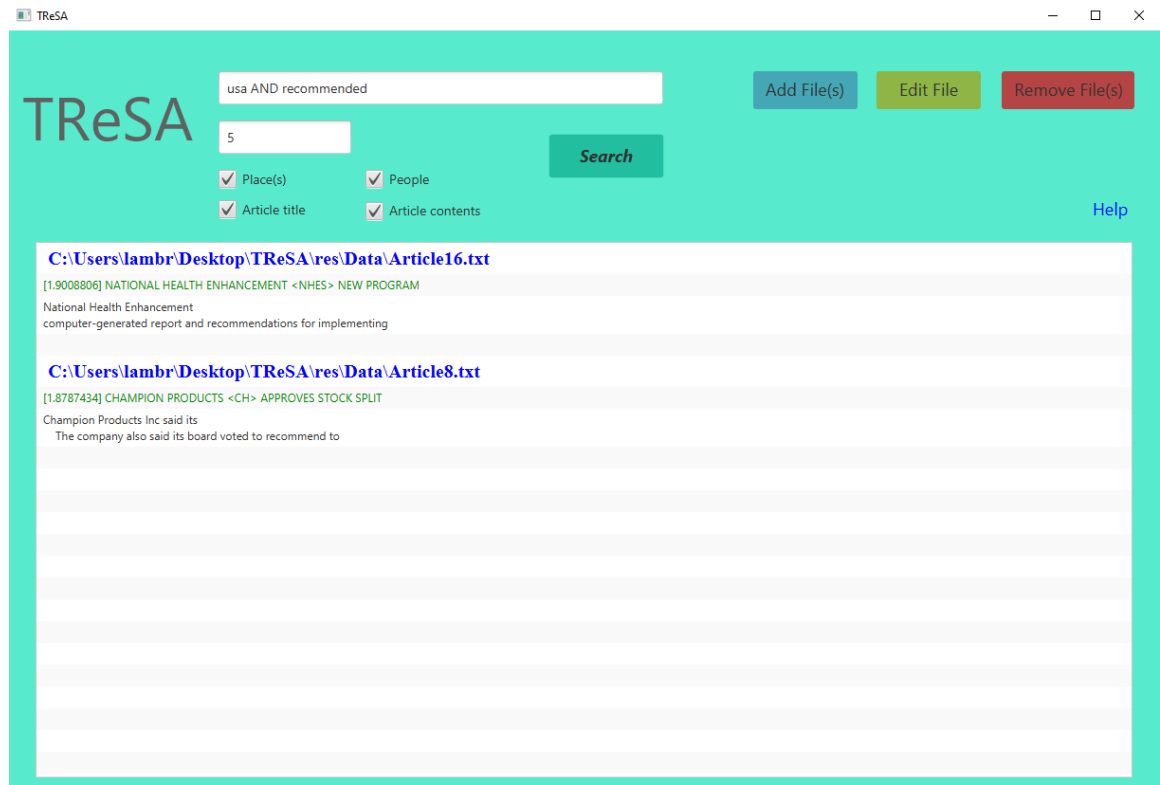 TReSA
usa AND recommended
Add File(s)
Edit File
Remove File(s)
TReSA
5
Search
Place(s)
People
Article title
Article contents
Help
C:\Users\lambr\Desktop\TReSA\res\Data\Article16.txt
[1.9008806] NATIONAL HEALTH ENHANCEMENT <NHES> NEW PROGRAM
National Health Enhancement
computer-generated report and recommendations for implementing
C:\Users\lambr\Desktop\TReSA\res\Data\Article8.txt
[1.8787434] CHAMPION PRODUCTS <CH> APPROVES STOCK SPLIT
Champion Products Inc said its
The company also said its board voted to recommend to